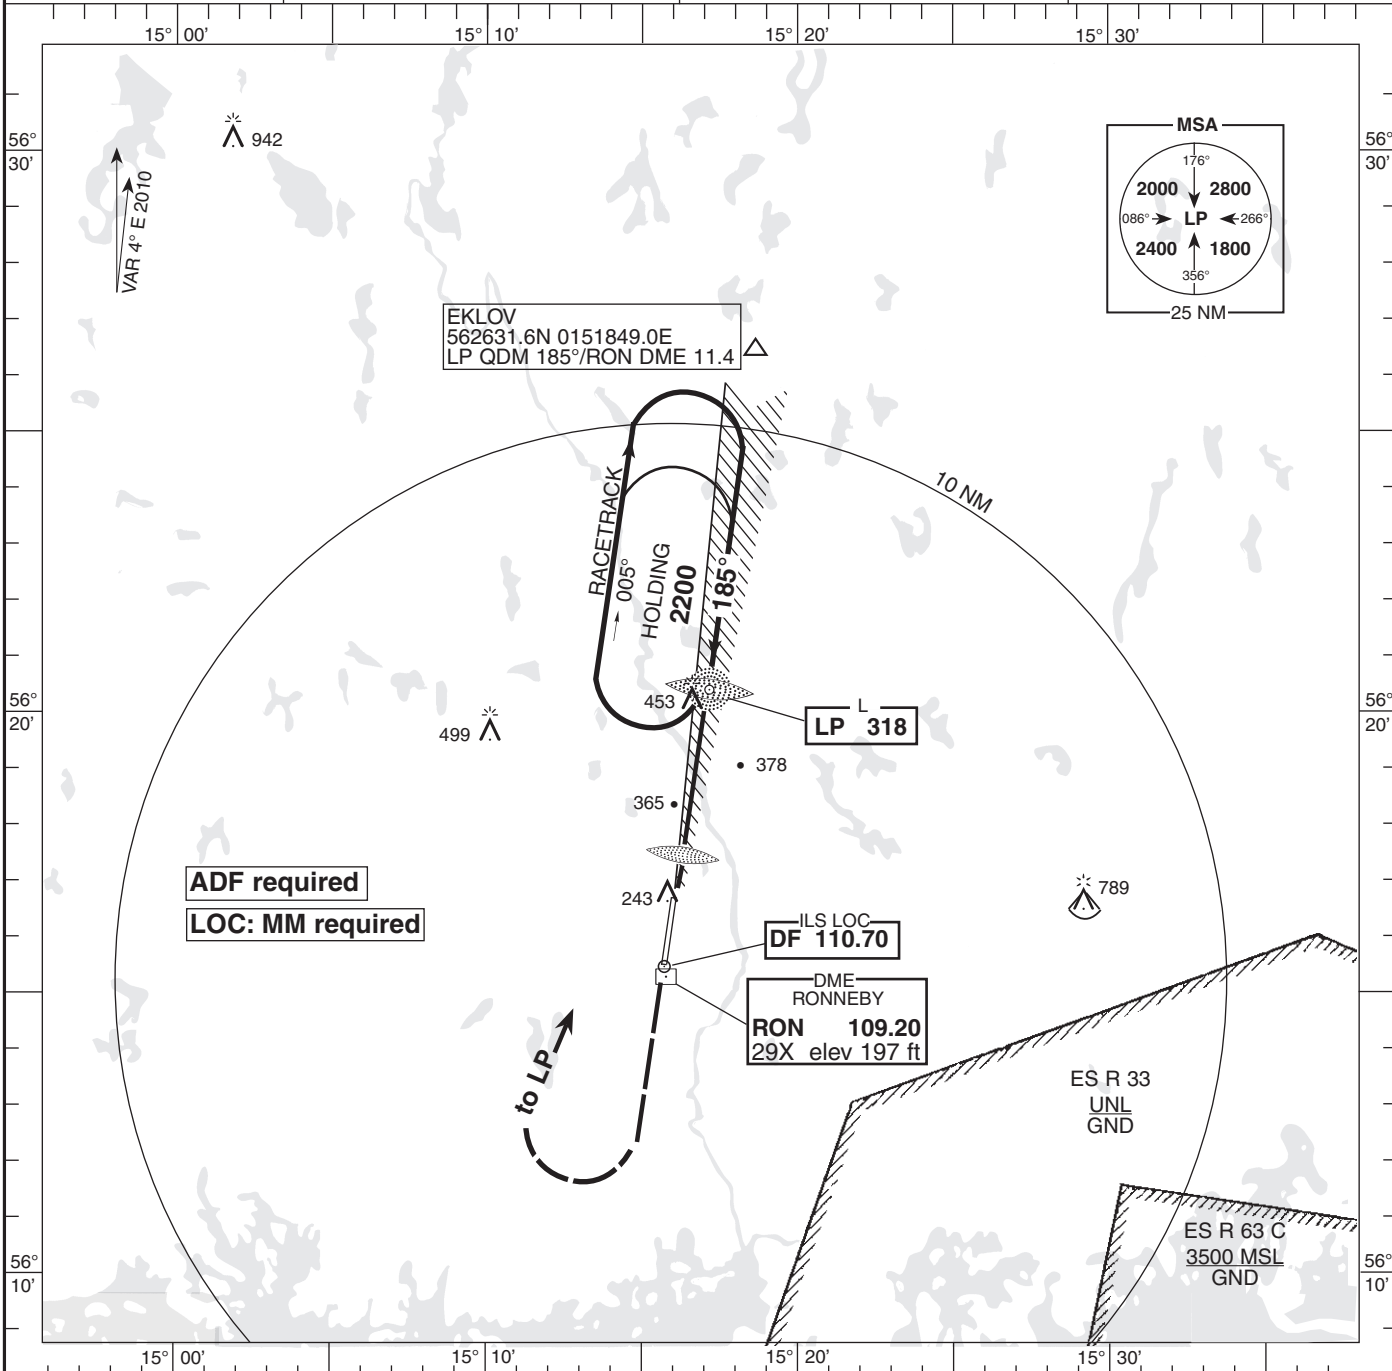 15° 00’
15° 10’
15° 20’
15° 30’
56°
30’
56°
30’
942
VAR 4° E 2010
MSA
176°
2000
2800
086°
LP
266°
2400
1800
356°
25 NM
EKLOV
562631.6N 0151849.0E
LP QDM 185°/RON DME 11.4
10 NM
RACETRACK
005°
HOLDING
2200
185°
56°
20’
56°
20’
453
L
LP 318
499
378
365
ADF required
LOC: MM required
243
789
ILS LOC
DF 110.70
DME
RONNEBY
RON 109.20
29X elev 197 ft
to LP
ES R 33
UNL
GND
ES R 63 C
3500 MSL
GND
56°
10’
56°
10’
15° 00’
15° 10’
15° 20’
15° 30’